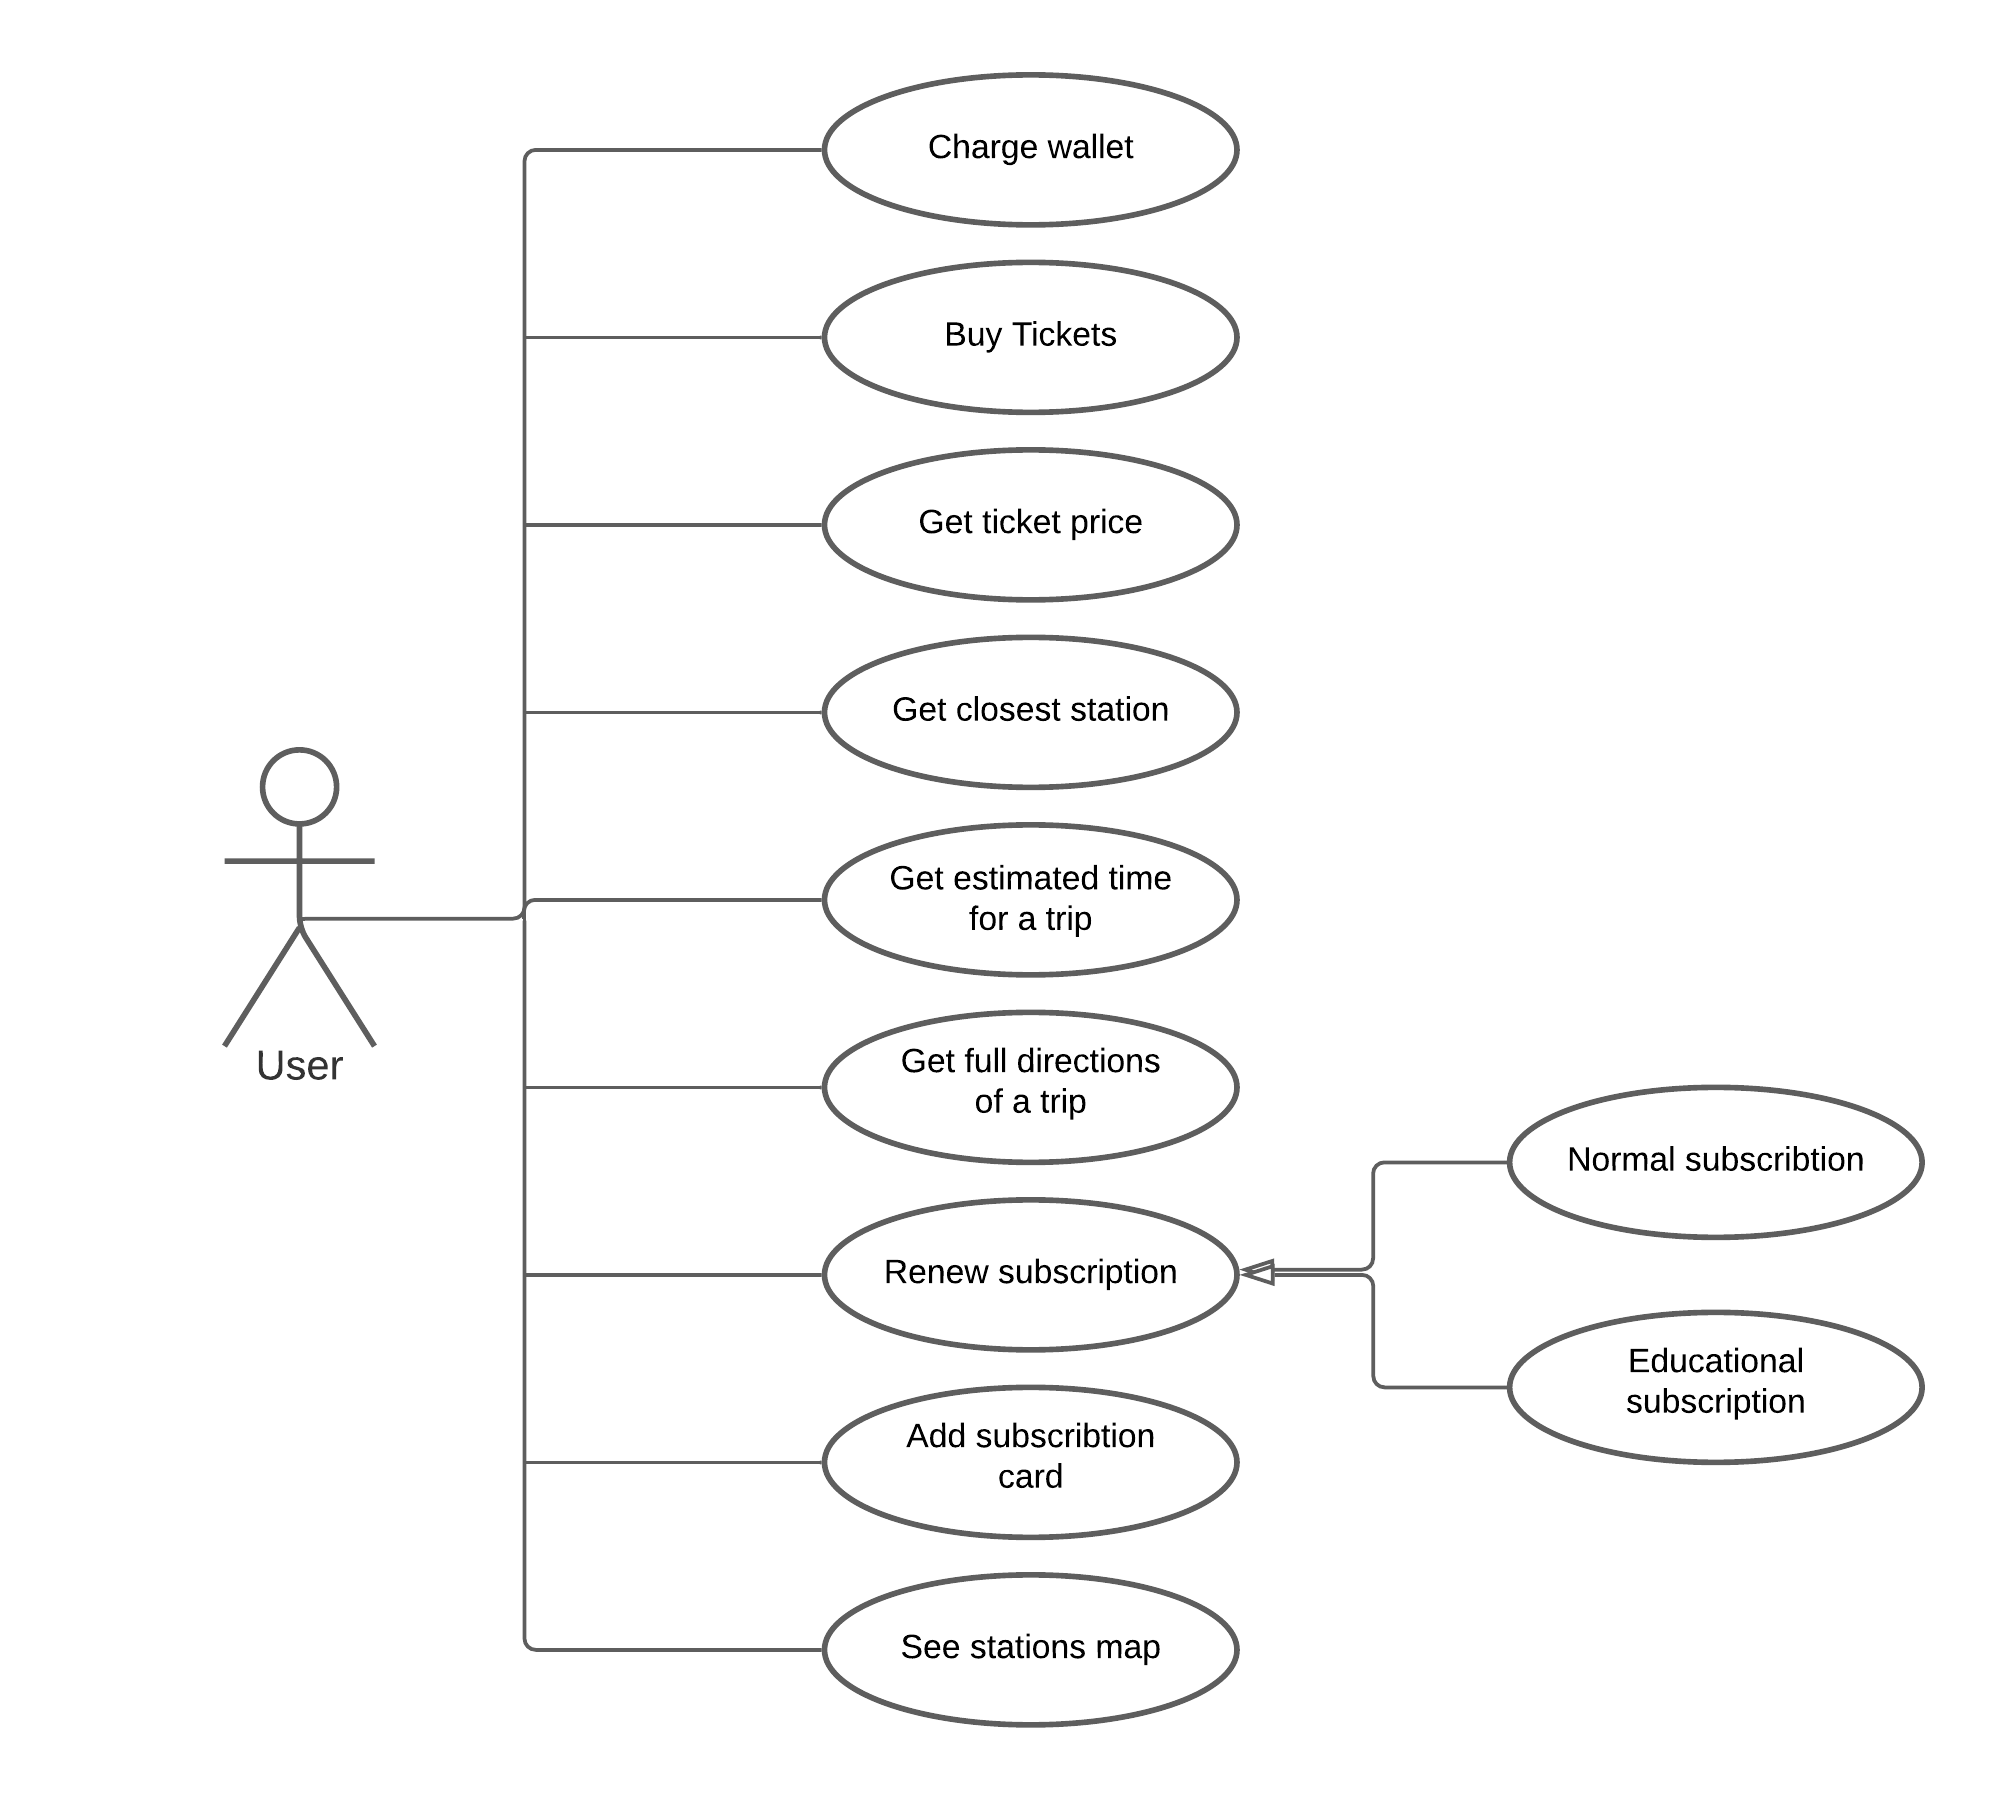 Charge wallet
Buy Tickets
Get ticket price
Get closest station
Get estimated time
for a trip
User
Get full directions
of a trip
Normal subscribtion
Renew subscription
Educational
subscription
Add subscribtion
card
See stations map